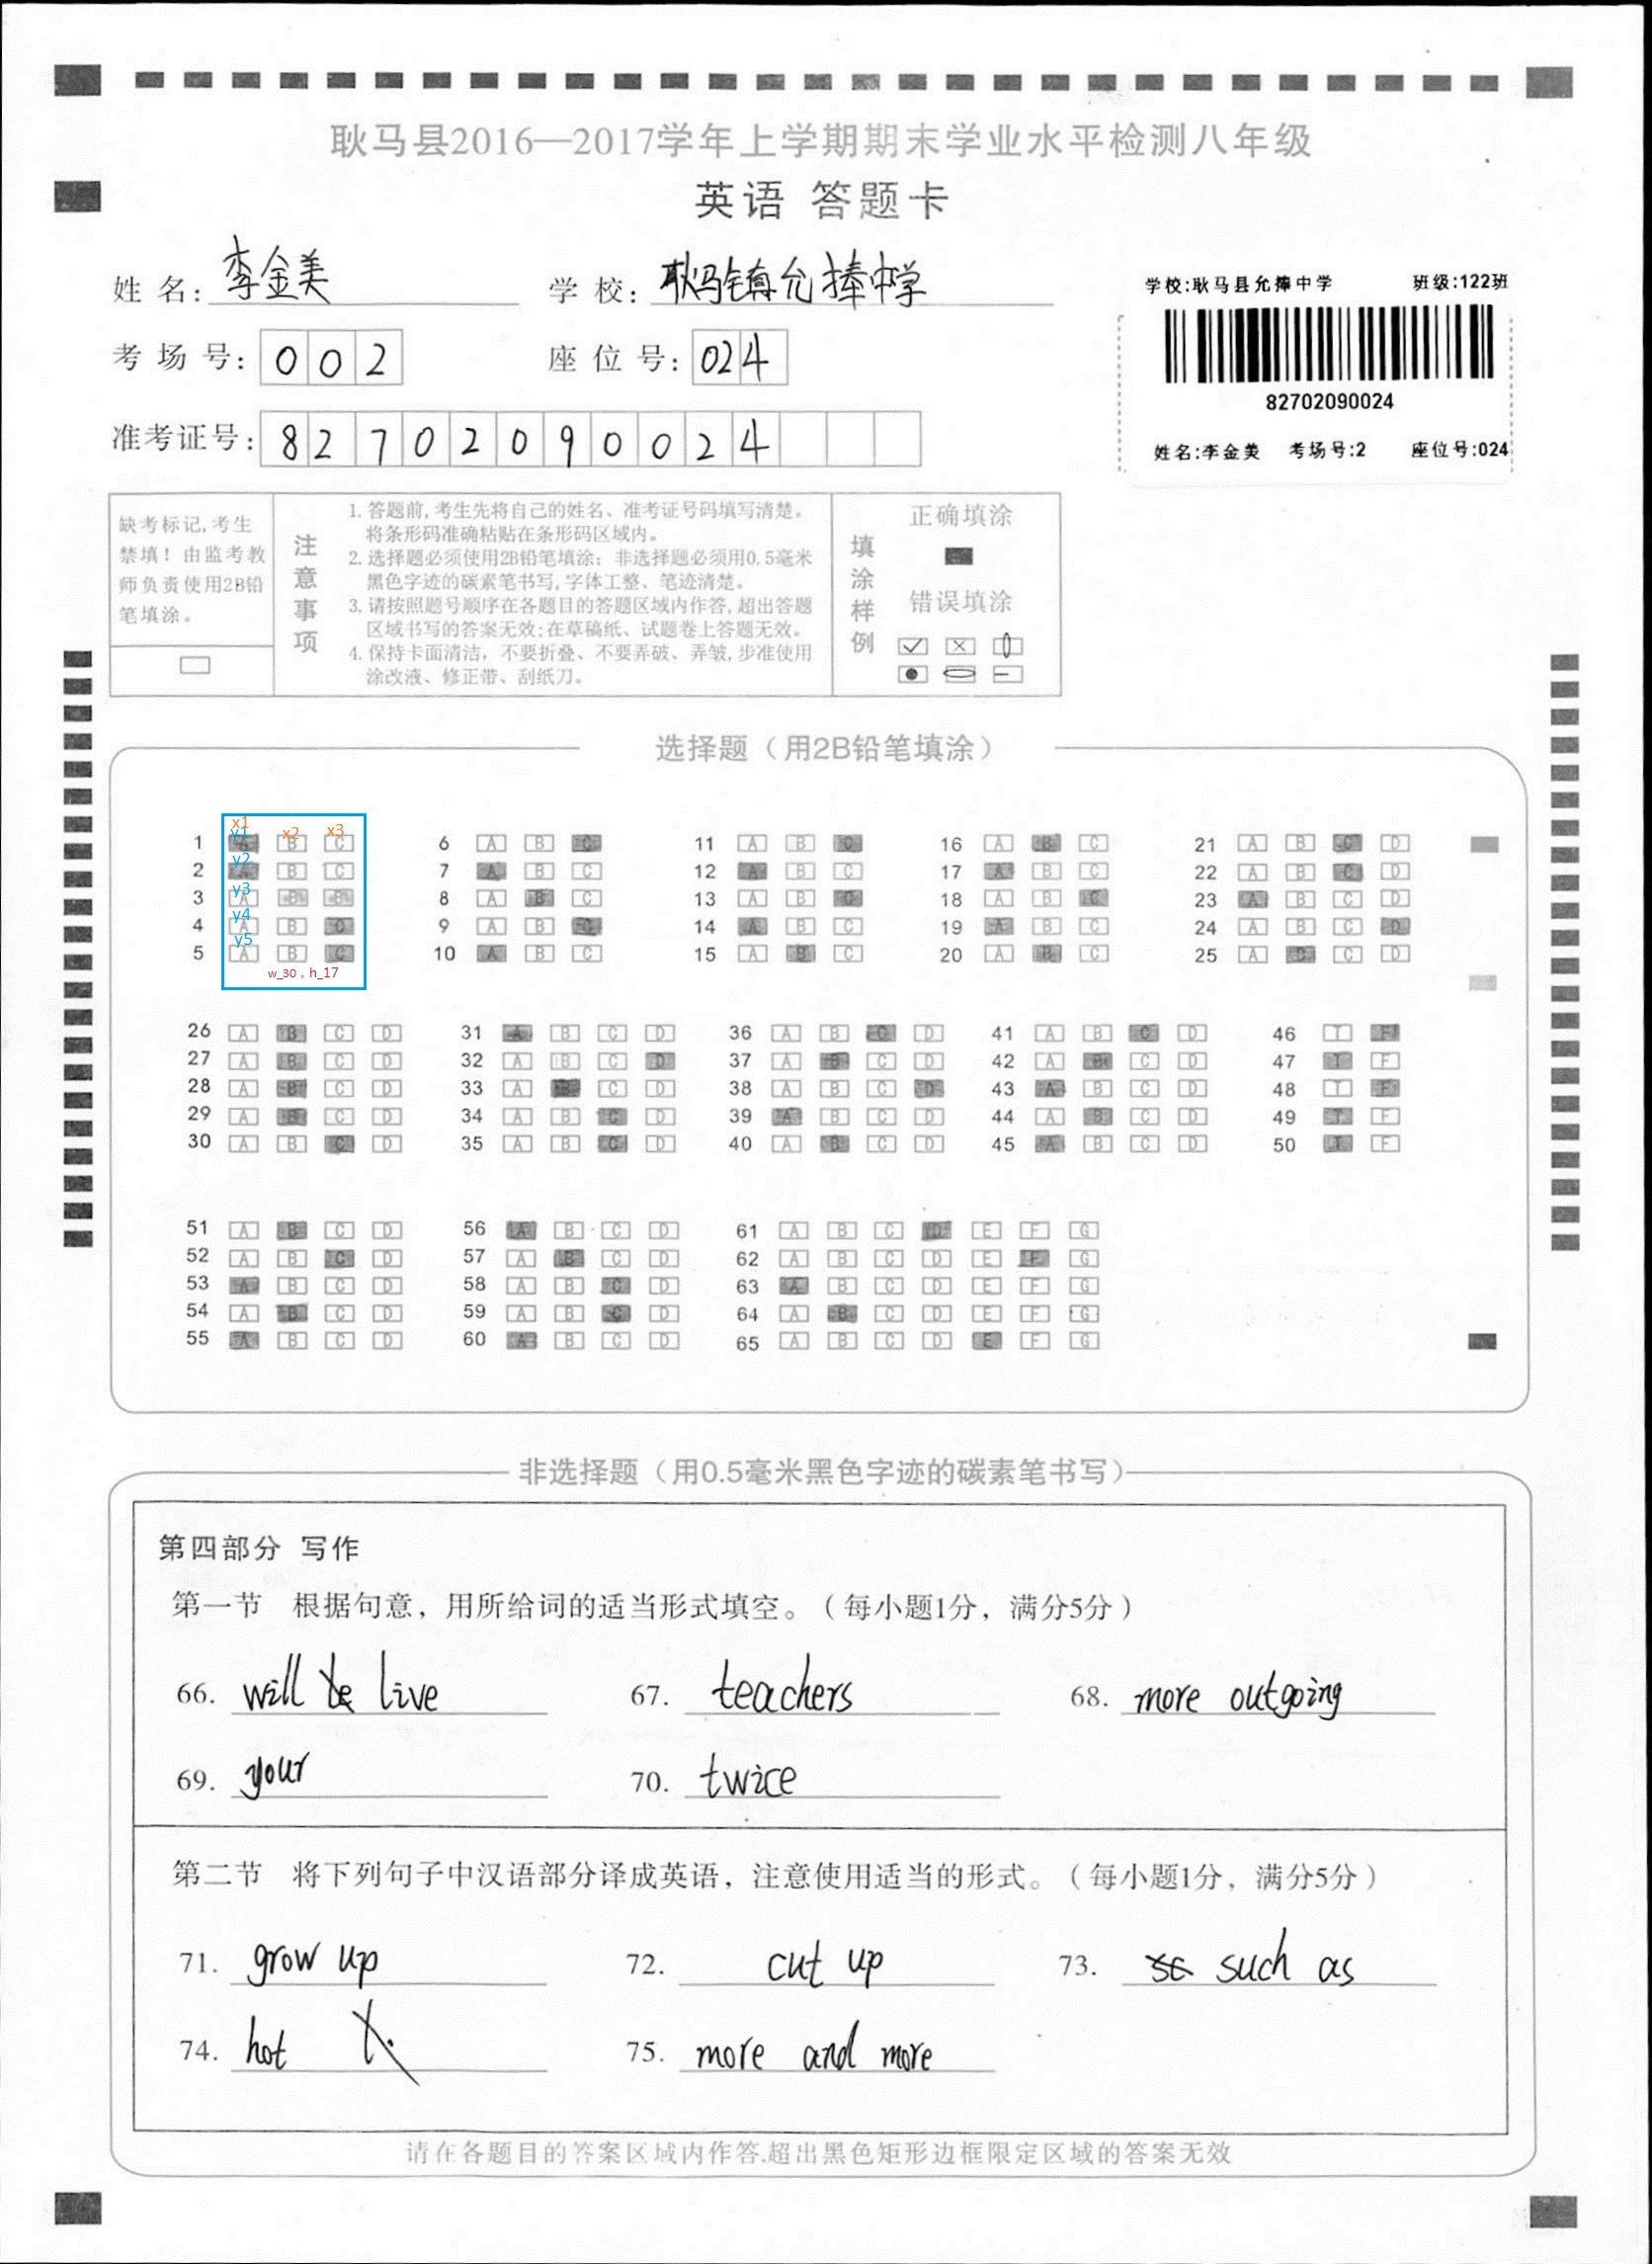 耿马县2016—2017学年上学期期末学业水平检测八年级
英语 答题卡
姓 名: 李金美 学 校: 耿马镇允捧中学
考 场 号: 0 0 2 座 位 号: 0 2 4
准考证号: 8 2 7 0 2 0 9 0 0 2 4
学校:耿马县允捧中学 班级:122班
82702090024
姓名:李金美 考场号:2 座位号:024
缺考标记,考生
禁填！由监考教
师负责使用2B铅
笔填涂。
注意事项
1. 答题前,考生先将自己的姓名、准考证号码填写清楚。
将条形码准确粘贴在条形码区域内。
2. 选择题必须使用2B铅笔填涂；非选择题必须用0.5毫米
黑色字迹的碳素笔书写,字体工整、笔迹清楚。
3. 请按照题号顺序在各题目的答题区域内作答,超出答题
区域书写的答案无效;在草稿纸、试题卷上答题无效。
4. 保持卡面清洁，不要折叠、不要弄破、弄皱,步准使用
涂改液、修正带、刮纸刀。
填涂样例
正确填涂
错误填涂
选择题（用2B铅笔填涂）
x1 x2 x3
y1
y2
y3
y4
y5
w_30 , h_17
1 A B C 6 A B C 11 A B C 16 A B C 21 A B C D
2 A B C 7 A B C 12 A B C 17 A B C 22 A B C D
3 A B B 8 A B C 13 A B C 18 A B C 23 A B C D
4 A B C 9 A B C 14 A B C 19 A B C 24 A B C D
5 A B C 10 A B C 15 A B C 20 A B C 25 A B C D
26 A B C D 31 A B C D 36 A B C D 41 A B C D 46 T F
27 A B C D 32 A B C D 37 A B C D 42 A B C D 47 T F
28 A B C D 33 A B C D 38 A B C D 43 A B C D 48 T F
29 A B C D 34 A B C D 39 A B C D 44 A B C D 49 T F
30 A B C D 35 A B C D 40 A B C D 45 A B C D 50 T F
51 A B C D 56 A B C D 61 A B C D E F G
52 A B C D 57 A B C D 62 A B C D E F G
53 A B C D 58 A B C D 63 A B C D E F G
54 A B C D 59 A B C D 64 A B C D E F G
55 A B C D 60 A B C D 65 A B C D E F G
非选择题（用0.5毫米黑色字迹的碳素笔书写）
第四部分 写作
第一节 根据句意，用所给词的适当形式填空。（每小题1分，满分5分）
66. will be live 67. teachers 68. more outgoing
69. your 70. twice
第二节 将下列句子中汉语部分译成英语，注意使用适当的形式。（每小题1分，满分5分）
71. grow up 72. cut up 73. such as
74. hot 75. more and more
请在各题目的答案区域内作答,超出黑色矩形边框限定区域的答案无效